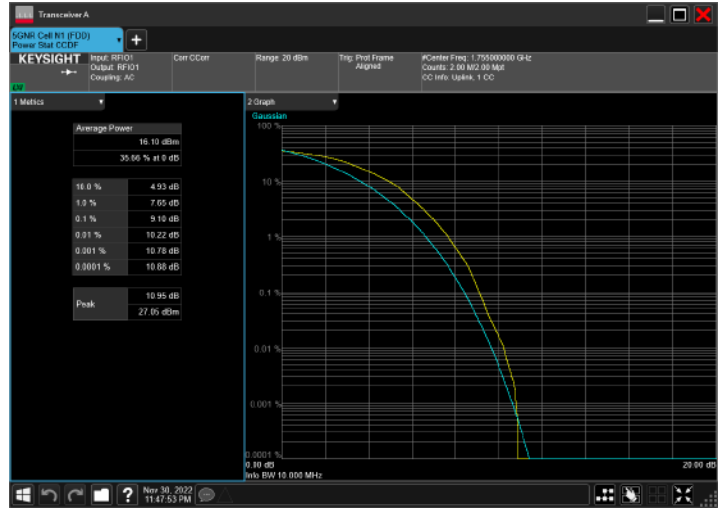 Transceiver A
5GNR Cell N1 (FDD)
Power Stat CCDF
KEYSIGHT
Input: RFIO1
Output: RFIO1
Coupling: AC
Corr CCorr
Range: 20 dBm
Trig: Prot Frame
Aligned
#Center Freq: 1.755000000 GHz
Counts: 2.00 M/2.00 Mpt
CC Info: Uplink, 1 CC
1 Metrics
Average Power
16.10 dBm
35.66 % at 0 dB
10.0 % 4.93 dB
1.0 % 7.65 dB
0.1 % 9.10 dB
0.01 % 10.22 dB
0.001 % 10.78 dB
0.0001 % 10.88 dB
Peak
10.95 dB
27.05 dBm
2 Graph
Gaussian
100 %
10 %
1 %
0.1 %
0.01 %
0.001 %
0.0001 %
0.00 dB
20.00 dB
Info BW 10.000 MHz
?
Nov 30, 2022
11:47:53 PM